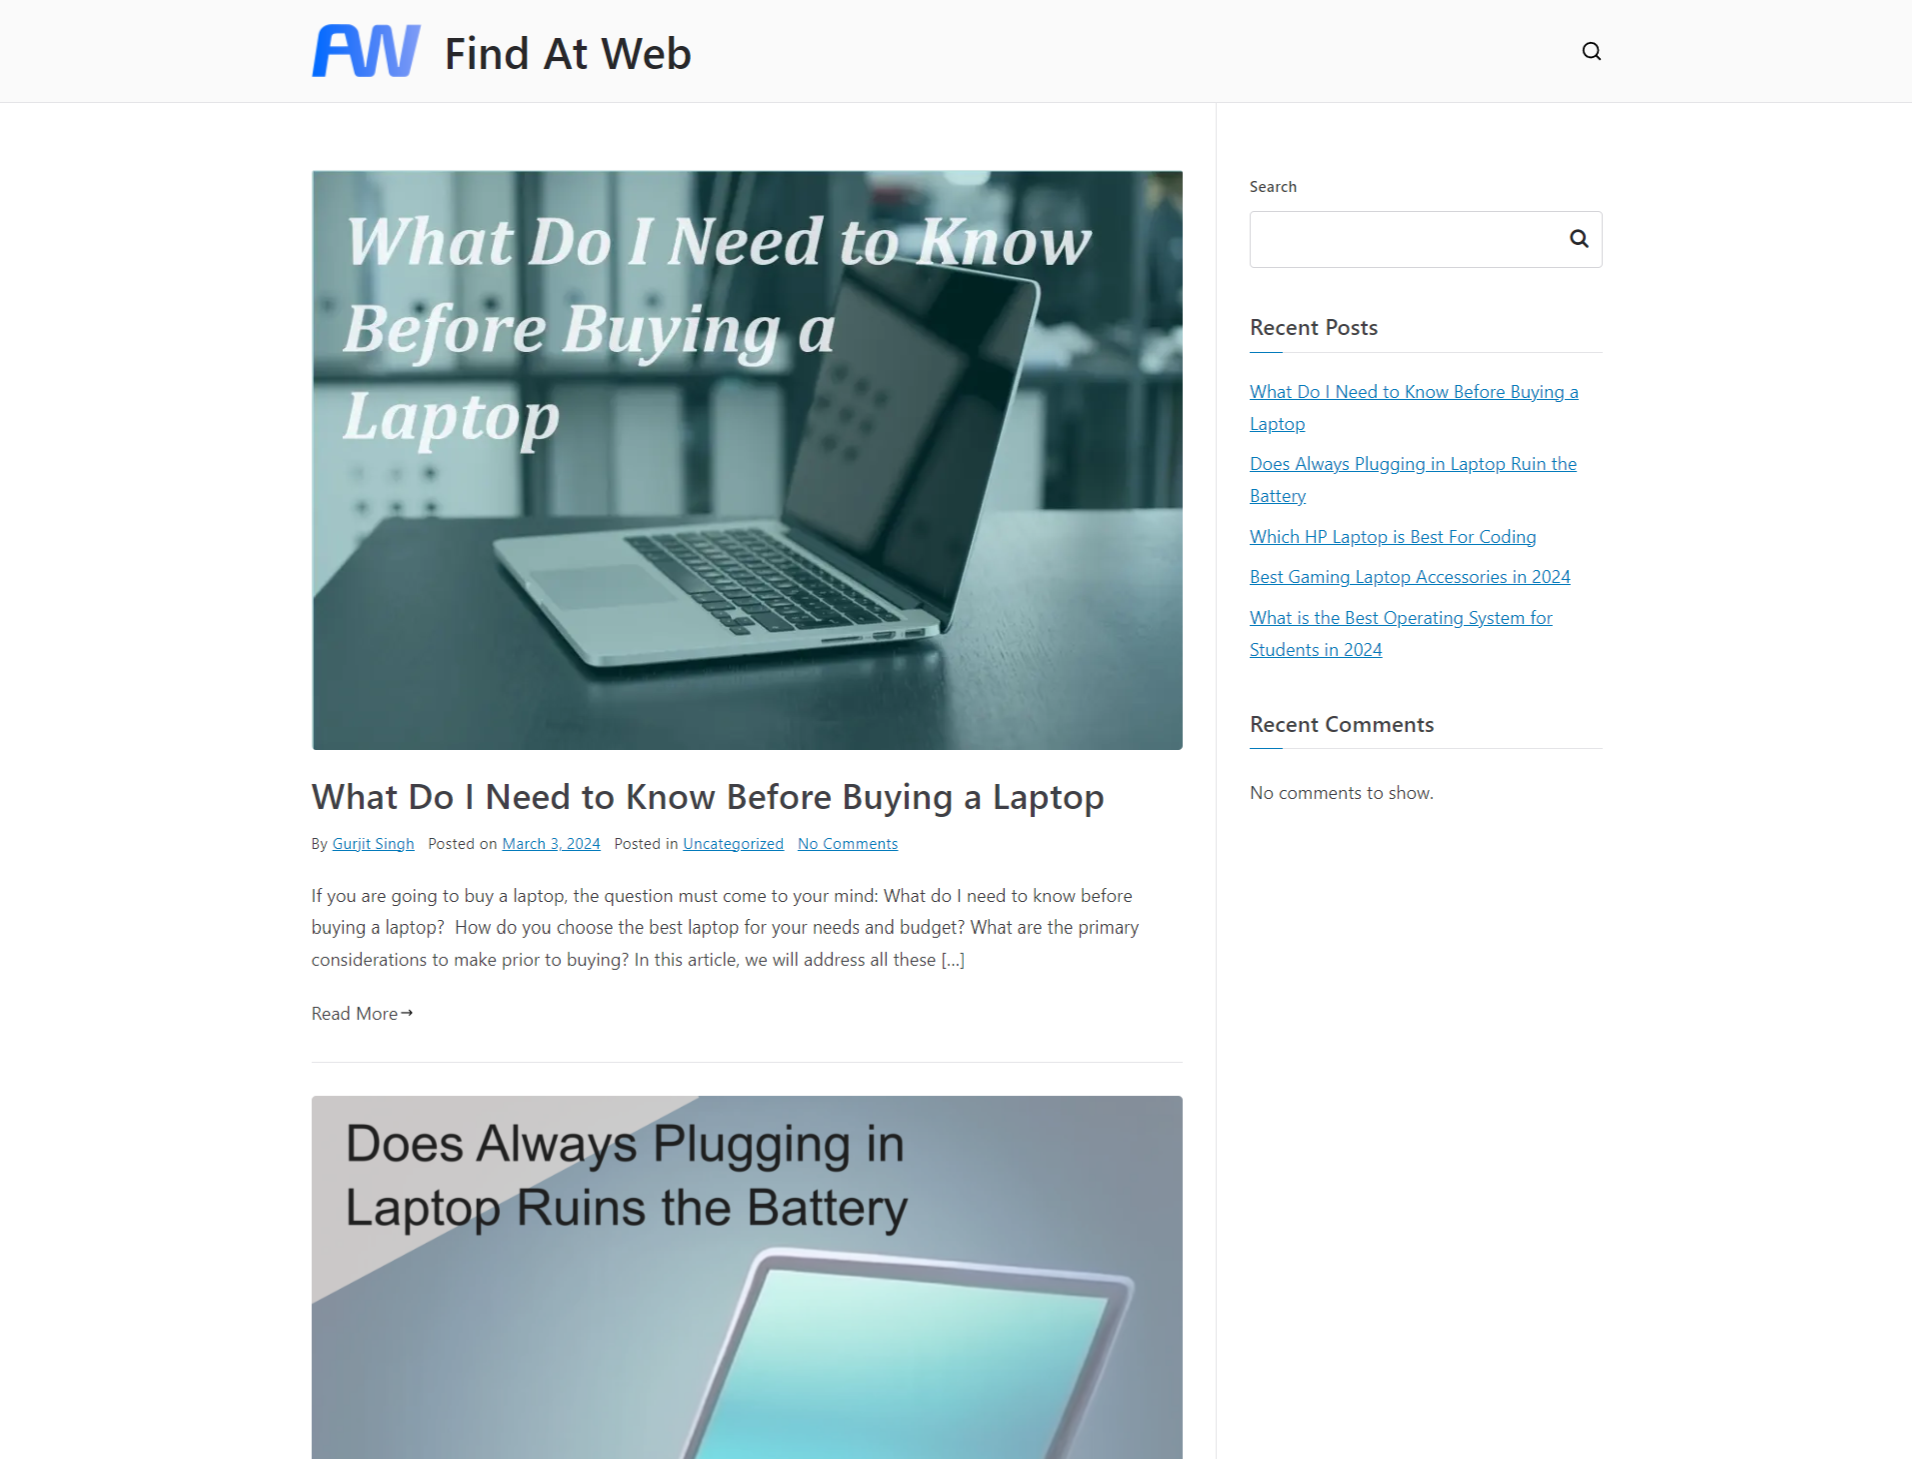 AW Find At Web
What Do I Need to Know
Before Buying a
Laptop
What Do I Need to Know Before Buying a Laptop
By Gurjit Singh Posted on March 3, 2024 Posted in Uncategorized No Comments
If you are going to buy a laptop, the question must come to your mind: What do I need to know before
buying a laptop?  How do you choose the best laptop for your needs and budget? What are the primary
considerations to make prior to buying? In this article, we will address all these [...]
Read More→
Does Always Plugging in
Laptop Ruins the Battery
Search
Recent Posts
What Do I Need to Know Before Buying a
Laptop
Does Always Plugging in Laptop Ruin the
Battery
Which HP Laptop is Best For Coding
Best Gaming Laptop Accessories in 2024
What is the Best Operating System for
Students in 2024
Recent Comments
No comments to show.